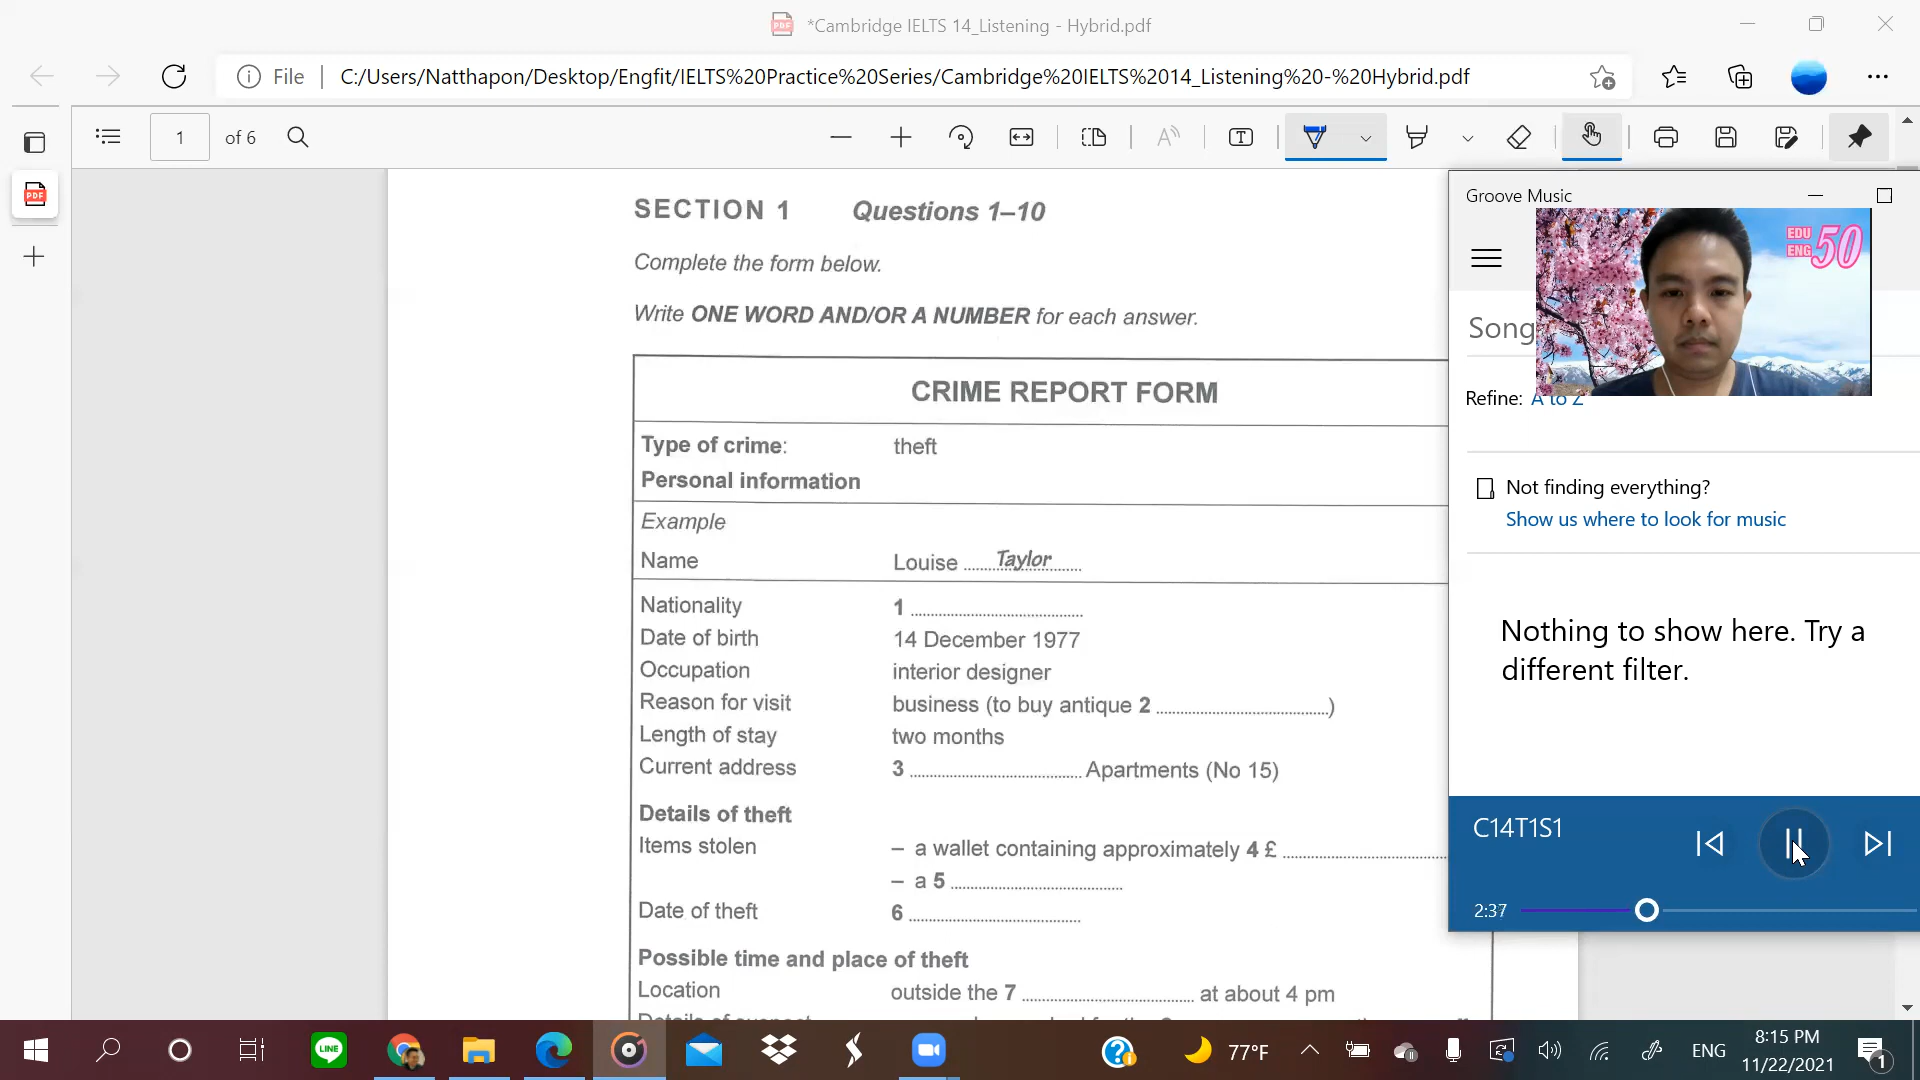 *Cambridge IELTS 14_Listening - Hybrid.pdf
File
C:/Users/Natthapon/Desktop/Engfit/IELTS%20Practice%20Series/Cambridge%20IELTS%2014_Listening%20-%20Hybrid.pdf
1 of 6
SECTION 1 Questions 1–10
Complete the form below.
Write ONE WORD AND/OR A NUMBER for each answer.
CRIME REPORT FORM
Type of crime: theft
Personal information
Example
Name Louise Taylor
Nationality 1
Date of birth 14 December 1977
Occupation interior designer
Reason for visit business (to buy antique 2 )
Length of stay two months
Current address 3 Apartments (No 15)
Details of theft
Items stolen – a wallet containing approximately 4 £
– a 5
Date of theft 6
Possible time and place of theft
Location outside the 7 at about 4 pm
Groove Music
EDU
ENG 50
Song
Refine: A to Z
Not finding everything?
Show us where to look for music
Nothing to show here. Try a
different filter.
C14T1S1
2:37
LINE
77°F
ENG
8:15 PM
11/22/2021
1